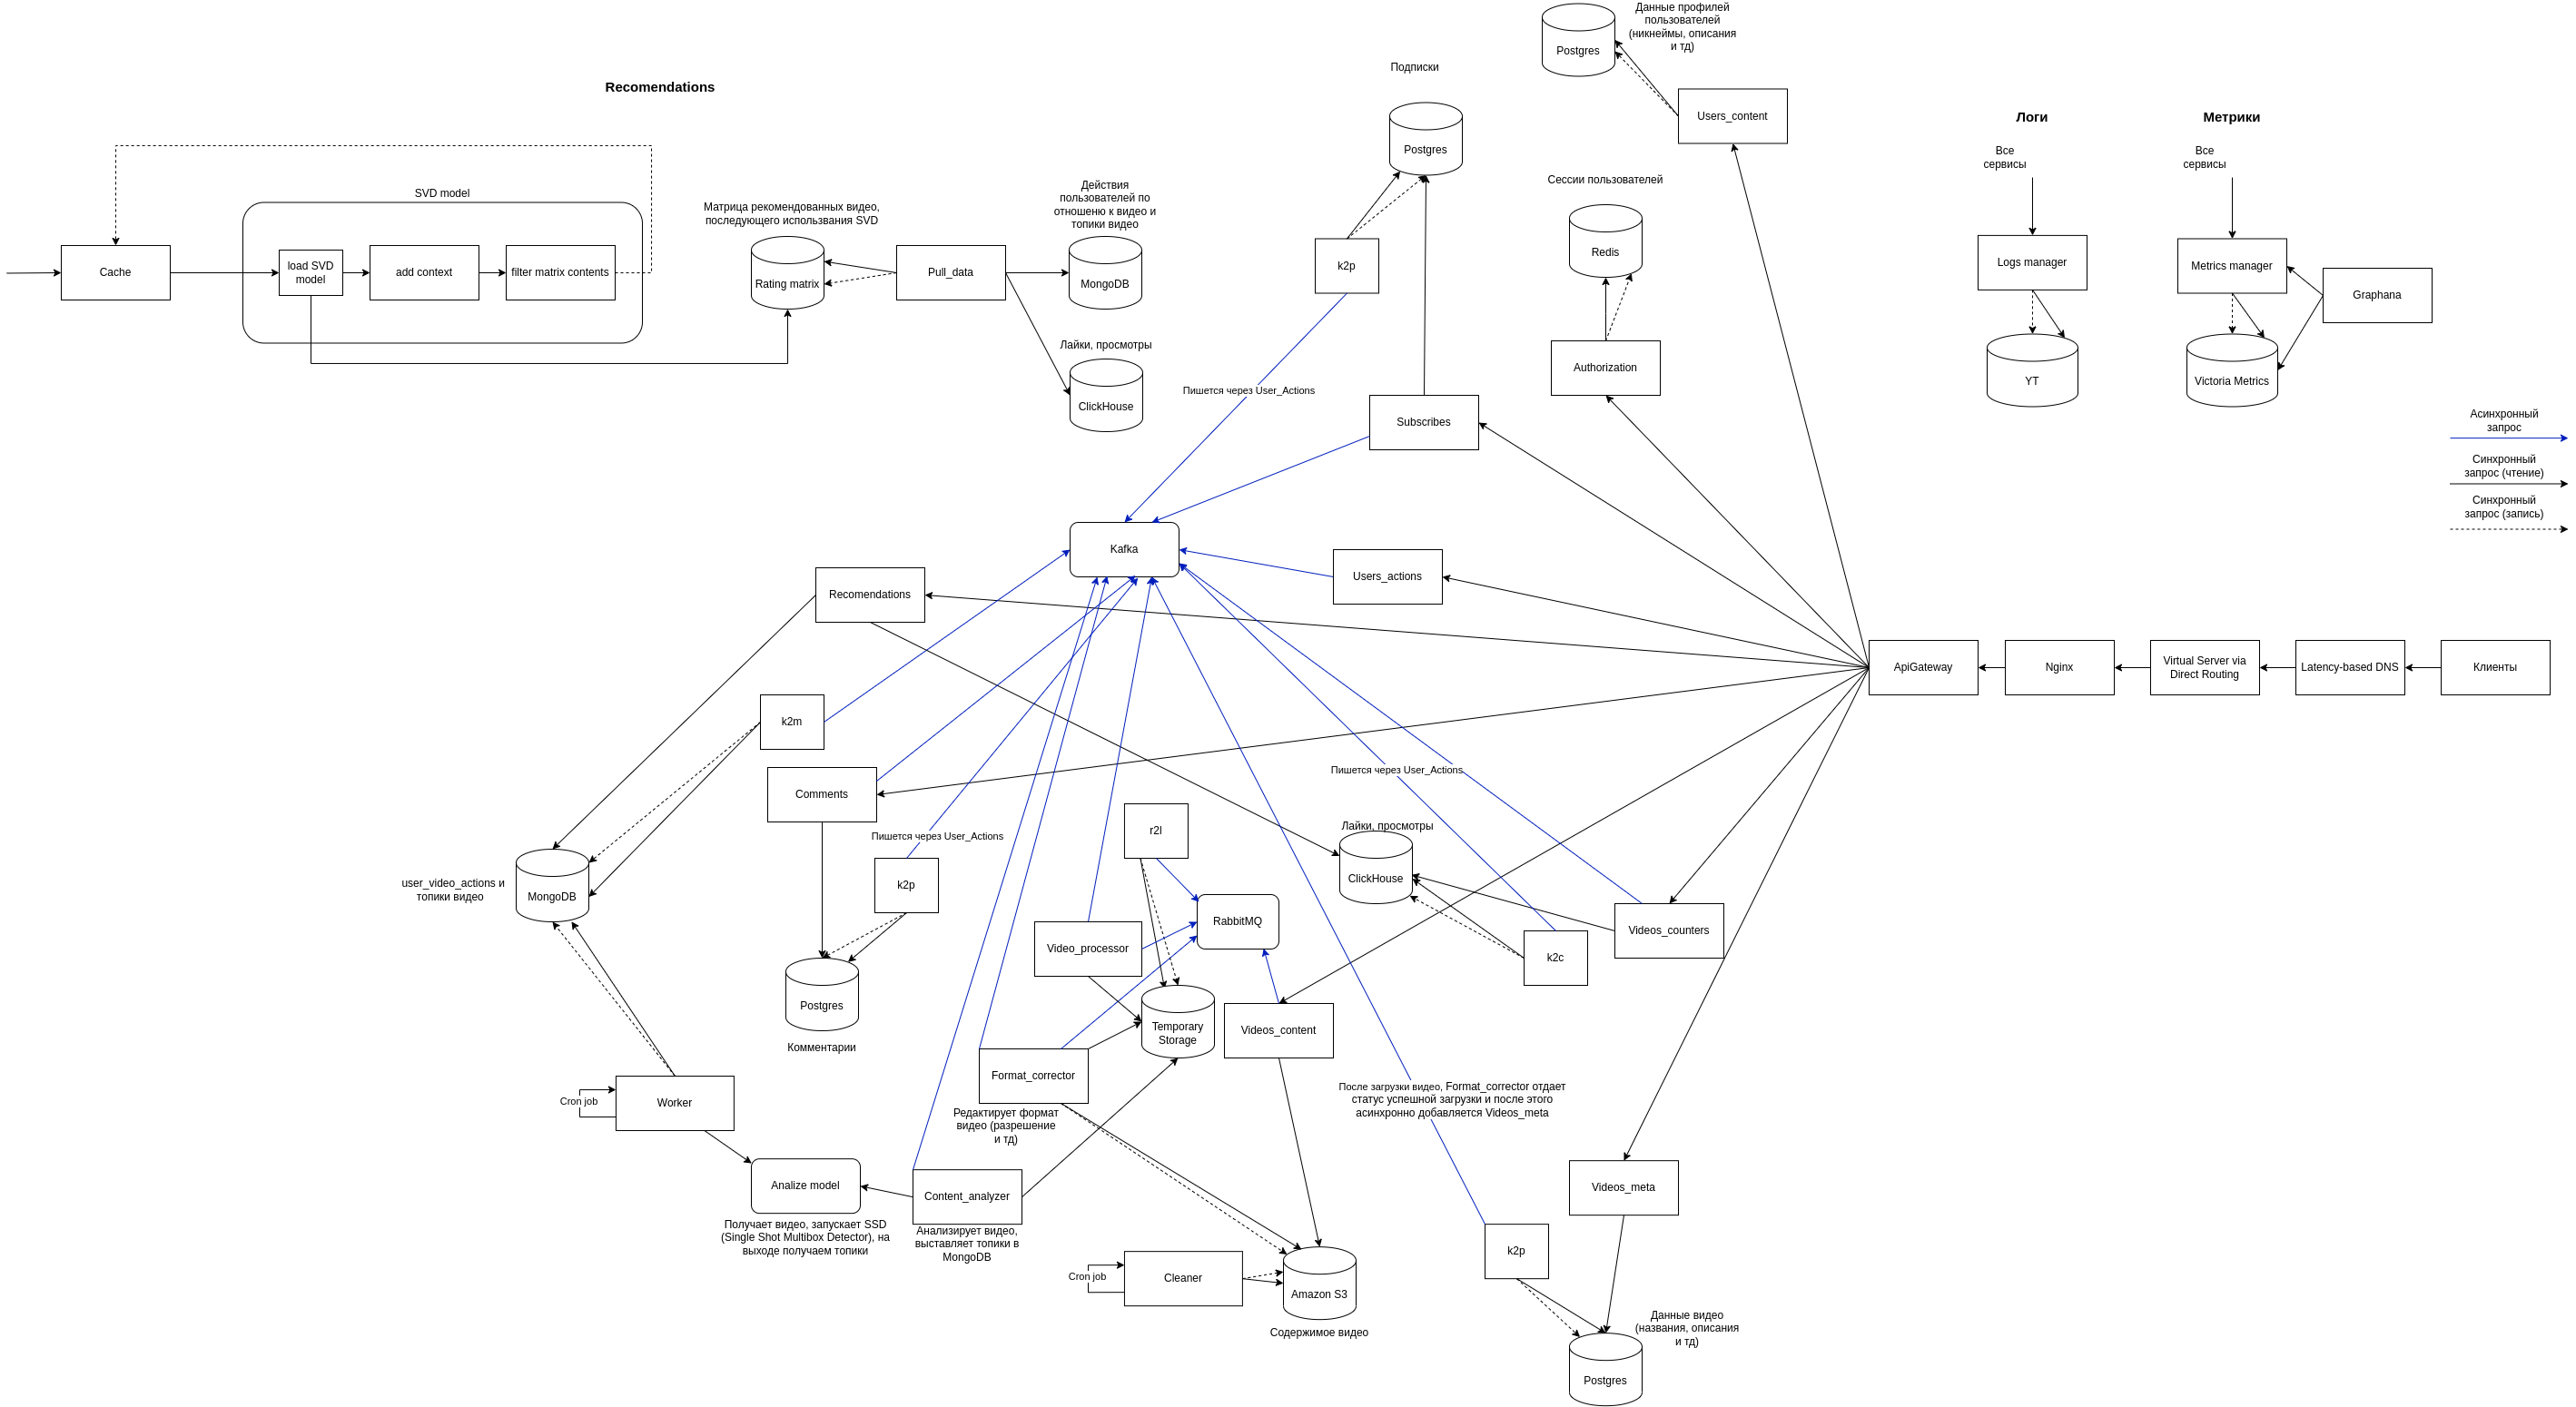 Данные профилей
пользователей
(никнеймы, описания
и тд)
Postgres
Users_content
Подписки
Postgres
Recomendations
SVD model
Cache
load SVD
model
add context
filter matrix contents
Матрица рекомендованных видео,
последующего использвания SVD
Rating matrix
Pull_data
Действия
пользователей по
отношеню к видео и
топики видео
MongoDB
Лайки, просмотры
ClickHouse
k2p
Пишется через User_Actions
Сессии пользователей
Redis
Authorization
Subscribes
Логи
Все
сервисы
Logs manager
YT
Метрики
Все
сервисы
Metrics manager
Graphana
Victoria Metrics
Асинхронный
запрос
Синхронный
запрос (чтение)
Синхронный
запрос (запись)
Kafka
Users_actions
Recomendations
ApiGateway
Nginx
Virtual Server via
Direct Routing
Latency-based DNS
Клиенты
k2m
Comments
Пишется через User_Actions
k2p
Пишется через User_Actions
r2l
Лайки, просмотры
ClickHouse
user_video_actions и
топики видео
MongoDB
RabbitMQ
Video_processor
Videos_counters
k2c
Postgres
Комментарии
Temporary
Storage
Videos_content
Format_corrector
Редактирует формат
видео (разрешение
и тд)
Cron job
Worker
После загрузки видео, Format_corrector отдает
статус успешной загрузки и после этого
асинхронно добавляется Videos_meta
Analize model
Получает видео, запускает SSD
(Single Shot Multibox Detector), на
выходе получаем топики
Content_analyzer
Анализирует видео,
выставляет топики в
MongoDB
Videos_meta
k2p
Cron job
Cleaner
Amazon S3
Содержимое видео
Данные видео
(названия, описания
и тд)
Postgres